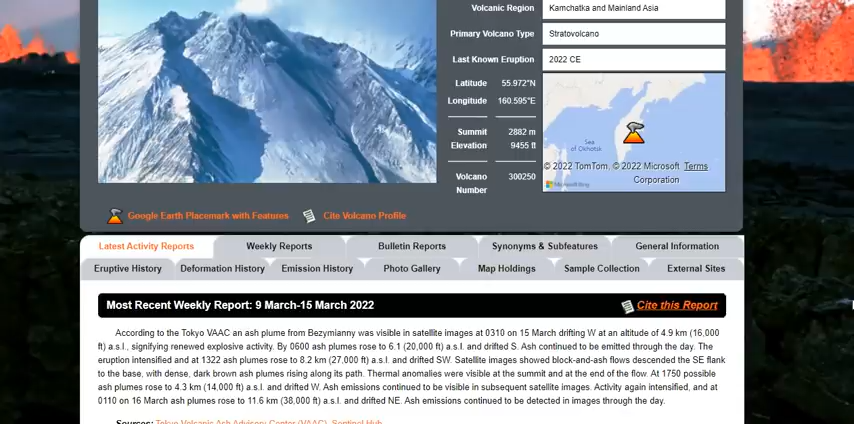 Volcanic Region Kamchatka and Mainland Asia
Primary Volcano Type Stratovolcano
Last Known Eruption 2022 CE
Latitude 55.972°N
Longitude 160.595°E
Summit 2882 m
Elevation 9455 ft
Volcano 300250
Number
Sea
of Okhotsk
© 2022 TomTom, © 2022 Microsoft Terms
Corporation
Microsoft Bing
Google Earth Placemark with Features Cite Volcano Profile
Latest Activity Reports Weekly Reports Bulletin Reports Synonyms & Subfeatures General Information
Eruptive History Deformation History Emission History Photo Gallery Map Holdings Sample Collection External Sites
Most Recent Weekly Report: 9 March-15 March 2022 Cite this Report
According to the Tokyo VAAC an ash plume from Bezymianny was visible in satellite images at 0310 on 15 March drifting W at an altitude of 4.9 km (16,000
ft) a.s.l., signifying renewed explosive activity. By 0600 ash plumes rose to 6.1 (20,000 ft) a.s.l. and drifted S. Ash continued to be emitted through the day. The
eruption intensified and at 1322 ash plumes rose to 8.2 km (27,000 ft) a.s.l. and drifted SW. Satellite images showed block-and-ash flows descended the SE flank
to the base, with dense, dark brown ash plumes rising along its path. Thermal anomalies were visible at the summit and at the end of the flow. At 1750 possible
ash plumes rose to 4.3 km (14,000 ft) a.s.l. and drifted W. Ash emissions continued to be visible in subsequent satellite images. Activity again intensified, and at
0110 on 16 March ash plumes rose to 11.6 km (38,000 ft) a.s.l. and drifted NE. Ash emissions continued to be detected in images through the day.
Sources: Tokyo Volcanic Ash Advisory Center (VAAC), Sentinel Hub